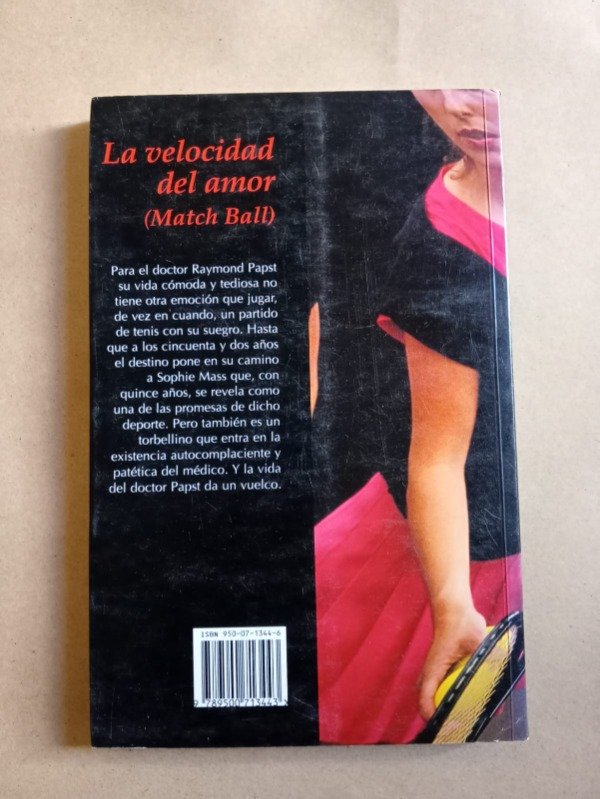 La velocidad
del amor
(Match Ball)
Para el doctor Raymond Papst
su vida cómoda y tediosa no
tiene otra emoción que jugar,
de vez en cuando, un partido
de tenis con su suegro. Hasta
que a los cincuenta y dos años
el destino pone en su camino
a Sophie Mass que, con
quince años, se revela como
una de las promesas de dicho
deporte. Pero también es un
torbellino que entra en la
existencia autocomplaciente y
patética del médico. Y la vida
del doctor Papst da un vuelco.
ISBN 950-07-1344-6
9 789500 713443